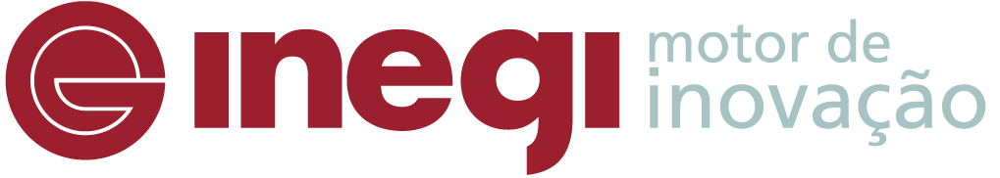 inegi
motor de
inovação